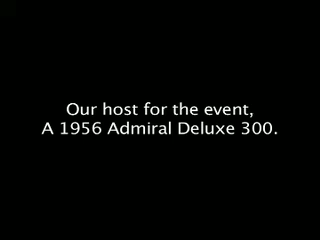 Our host for the event,
A 1956 Admiral Deluxe 300.